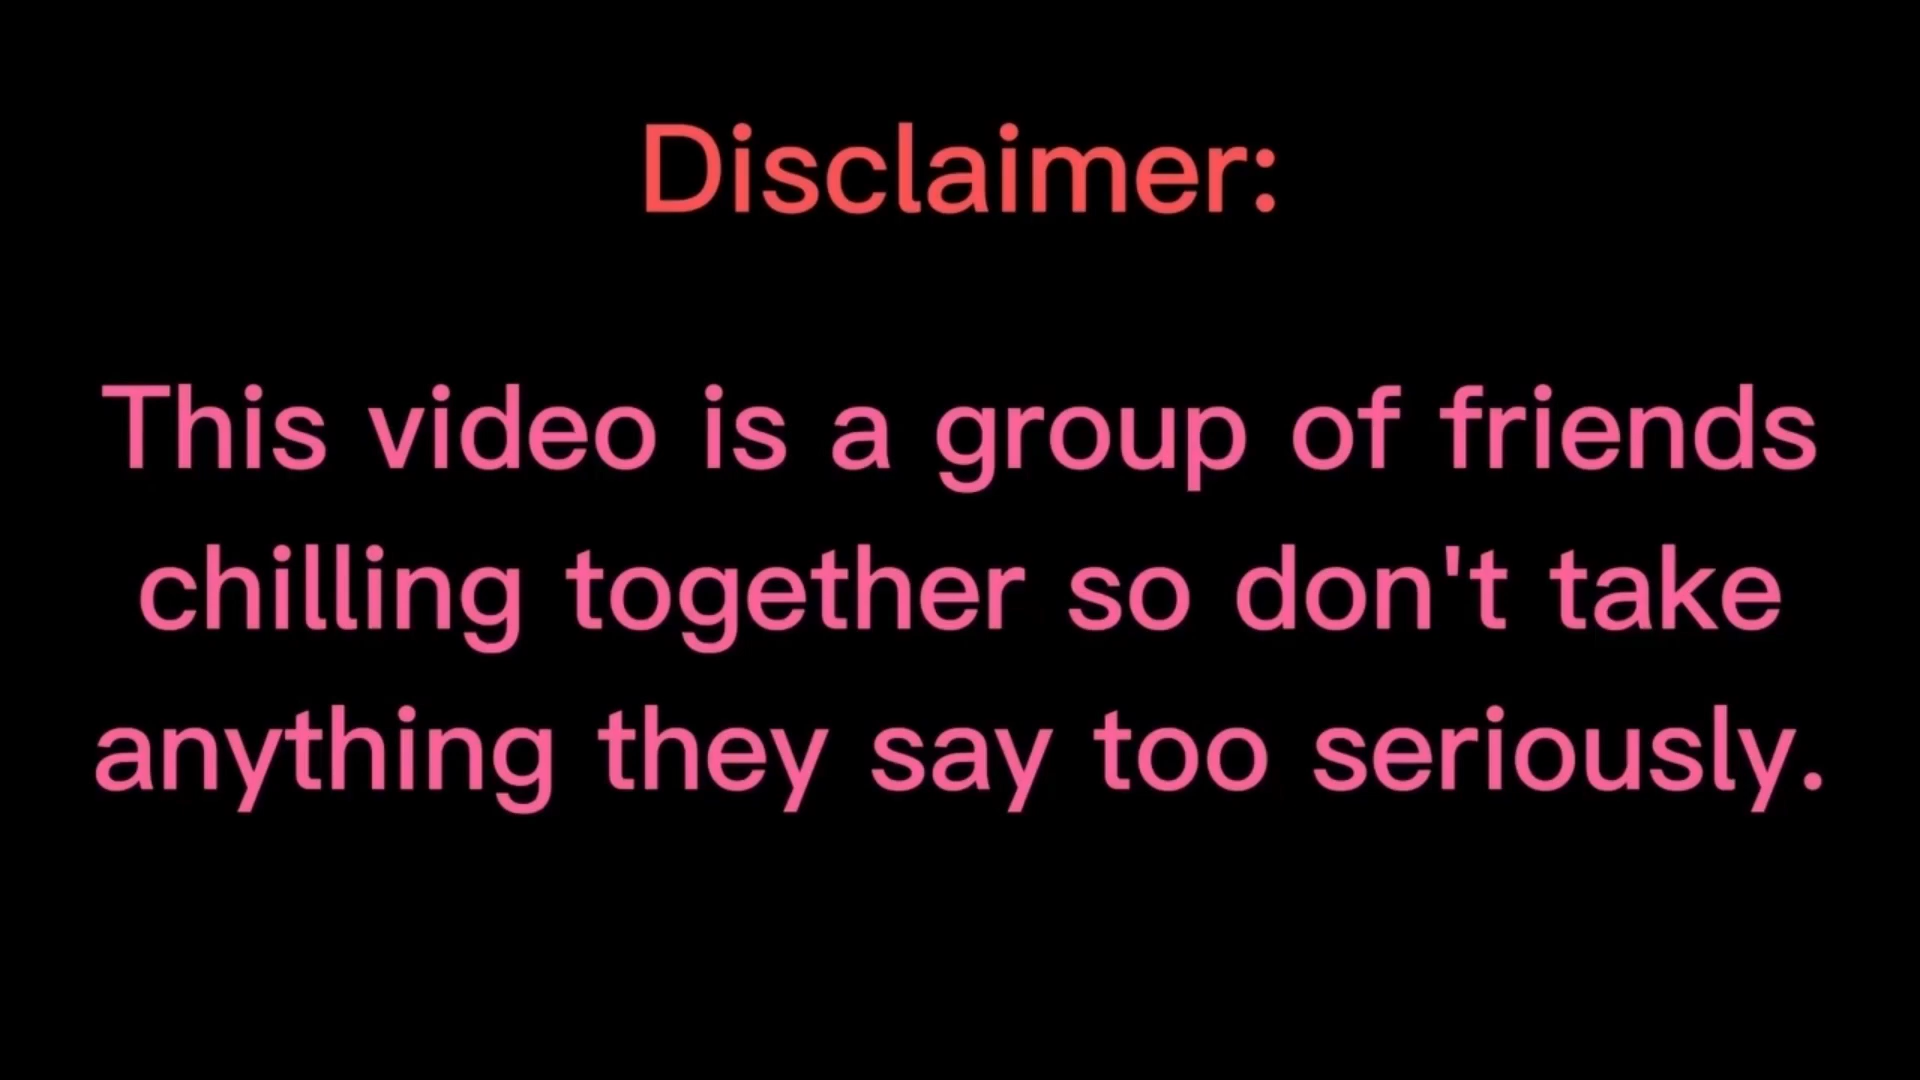 Disclaimer:
This video is a group of friends
chilling together so don't take
anything they say too seriously.